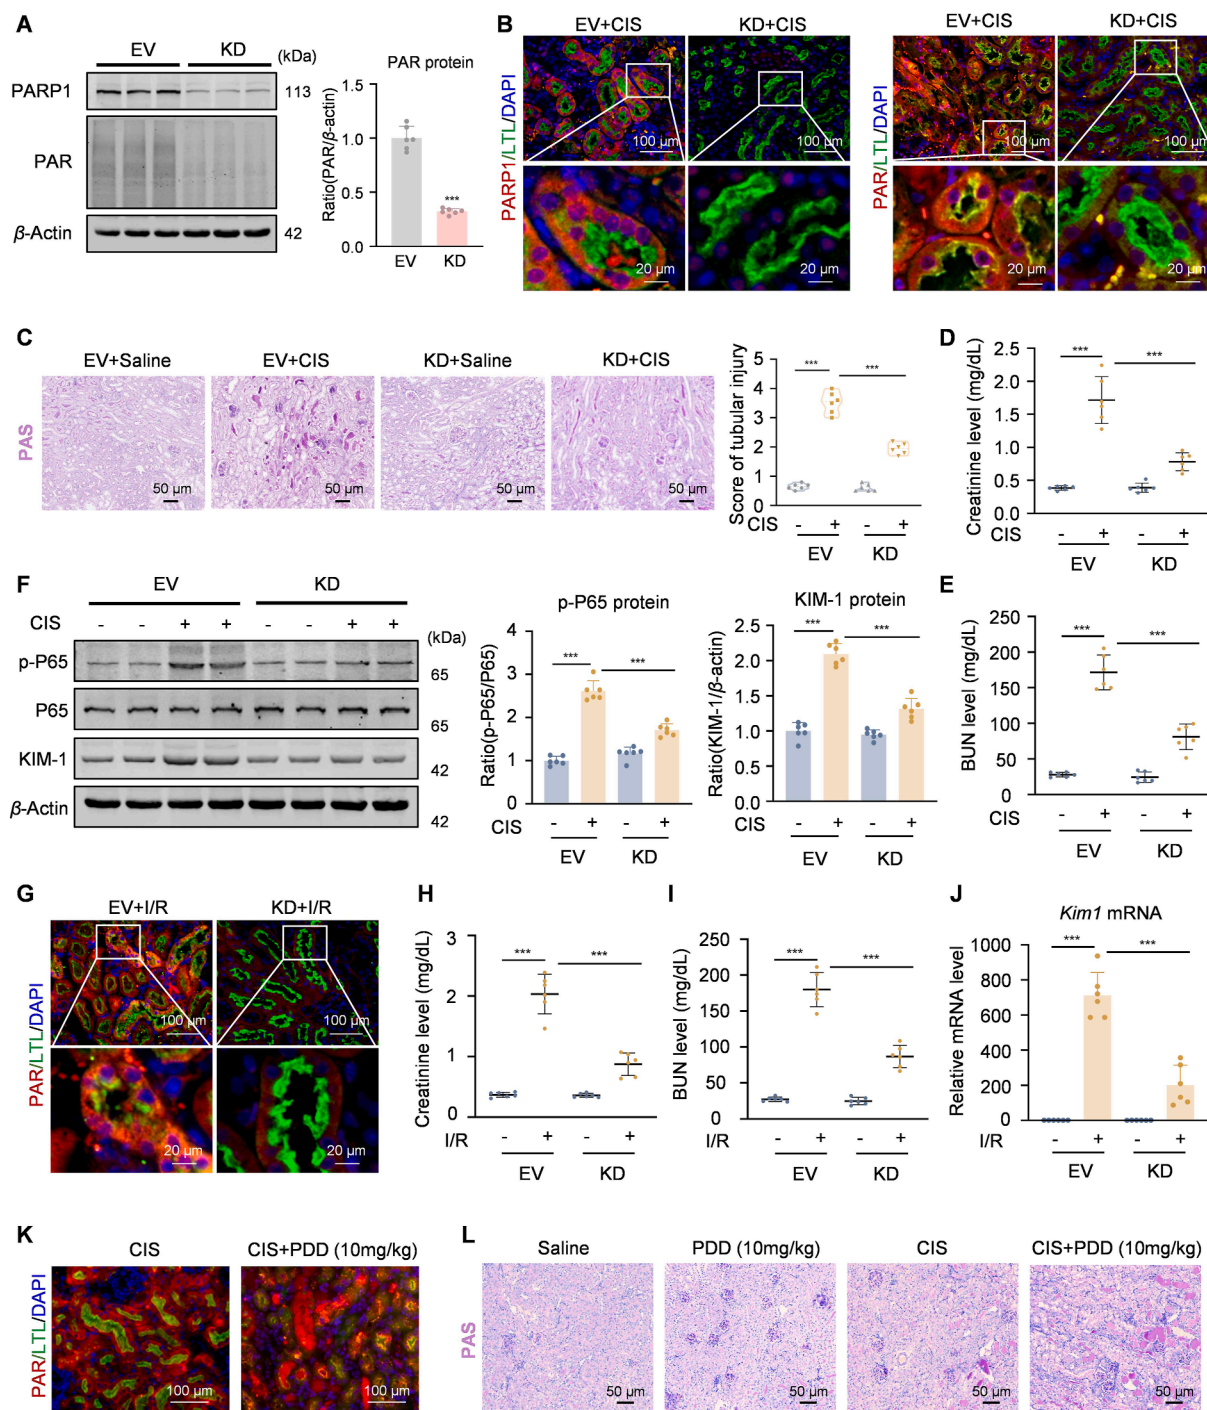 A
EV KD (kDa)
PARP1 113
PAR
β-Actin 42
PAR protein
Ratio(PAR/β-actin)
1.5
1.0
0.5
0.0
***
EV KD
B
EV+CIS KD+CIS EV+CIS KD+CIS
PARP1/LTL/DAPI
100 µm 100 µm
20 µm 20 µm
PAR/LTL/DAPI
100 µm 100 µm
20 µm 20 µm
C
EV+Saline EV+CIS KD+Saline KD+CIS
PAS
50 µm 50 µm 50 µm 50 µm
Score of tubular injury
5
4
3
2
1
0
*** ***
CIS - + - +
EV KD
D
Creatinine level (mg/dL)
2.5
2.0
1.5
1.0
0.5
0.0
*** ***
CIS - + - +
EV KD
F
EV KD
CIS - - + + - - + + (kDa)
p-P65 65
P65 65
KIM-1 42
β-Actin 42
p-P65 protein
Ratio(p-P65/P65)
4
3
2
1
0
*** ***
CIS - + - +
EV KD
KIM-1 protein
Ratio(KIM-1/β-actin)
2.5
2.0
1.5
1.0
0.5
0.0
*** ***
CIS - + - +
EV KD
E
BUN level (mg/dL)
250
200
150
100
50
0
*** ***
CIS - + - +
EV KD
G
EV+I/R KD+I/R
PAR/LTL/DAPI
100 µm 100 µm
20 µm 20 µm
H
Creatinine level (mg/dL)
3
2
1
0
*** ***
I/R - + - +
EV KD
I
BUN level (mg/dL)
250
200
150
100
50
0
*** ***
I/R - + - +
EV KD
J
Kim1 mRNA
Relative mRNA level
1000
800
600
400
200
0
*** ***
I/R - + - +
EV KD
K
CIS CIS+PDD (10mg/kg)
PAR/LTL/DAPI
100 µm 100 µm
L
Saline PDD (10mg/kg) CIS CIS+PDD (10mg/kg)
PAS
50 µm 50 µm 50 µm 50 µm